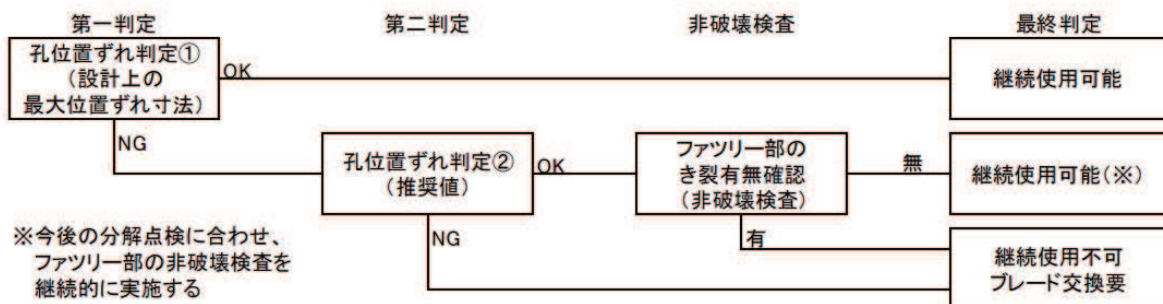 第一判定
第二判定
非破壊検査
最終判定
孔位置ずれ判定①
(設計上の
最大位置ずれ寸法)
OK
継続使用可能
NG
孔位置ずれ判定②
(推奨値)
OK
ファツリー部の
き裂有無確認
(非破壊検査)
無
継続使用可能(※)
NG
有
継続使用不可
ブレード交換要
※今後の分解点検に合わせ、
ファツリー部の非破壊検査を
継続的に実施する